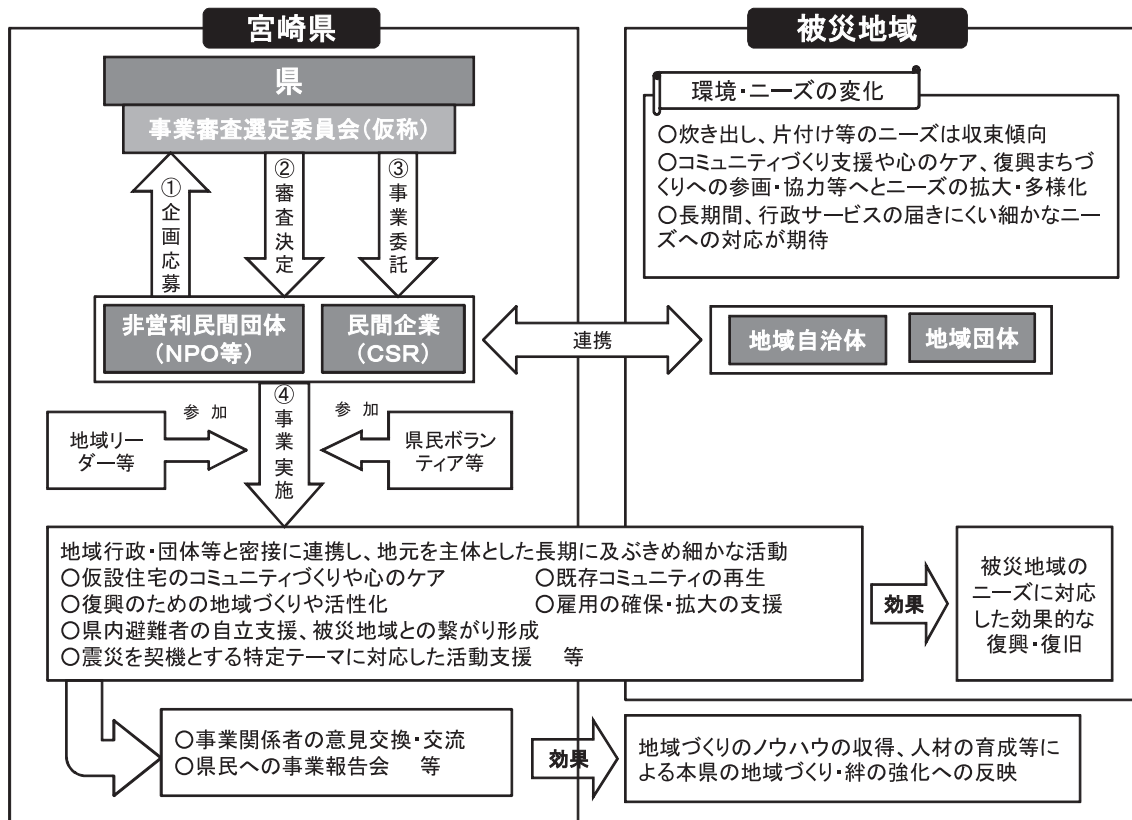 宮崎県
県
事業審査選定委員会(仮称)
①企画応募
②審査決定
③事業委託
非営利民間団体
(NPO等)
民間企業
(CSR)
連携
④事業実施
参 加
地域リー
ダー等
参 加
県民ボラン
ティア等
被災地域
環境・ニーズの変化
○炊き出し、片付け等のニーズは収束傾向
○コミュニティづくり支援や心のケア、復興まちづ
くりへの参画・協力等へとニーズの拡大・多様化
○長期間、行政サービスの届きにくい細かなニー
ズへの対応が期待
地域自治体
地域団体
地域行政・団体等と密接に連携し、地元を主体とした長期に及ぶきめ細かな活動
○仮設住宅のコミュニティづくりや心のケア ○既存コミュニティの再生
○復興のための地域づくりや活性化 ○雇用の確保・拡大の支援
○県内避難者の自立支援、被災地域との繋がり形成
○震災を契機とする特定テーマに対応した活動支援 等
効果
被災地域の
ニーズに対応
した効果的な
復興・復旧
○事業関係者の意見交換・交流
○県民への事業報告会 等
効果
地域づくりのノウハウの収得、人材の育成等に
よる本県の地域づくり・絆の強化への反映